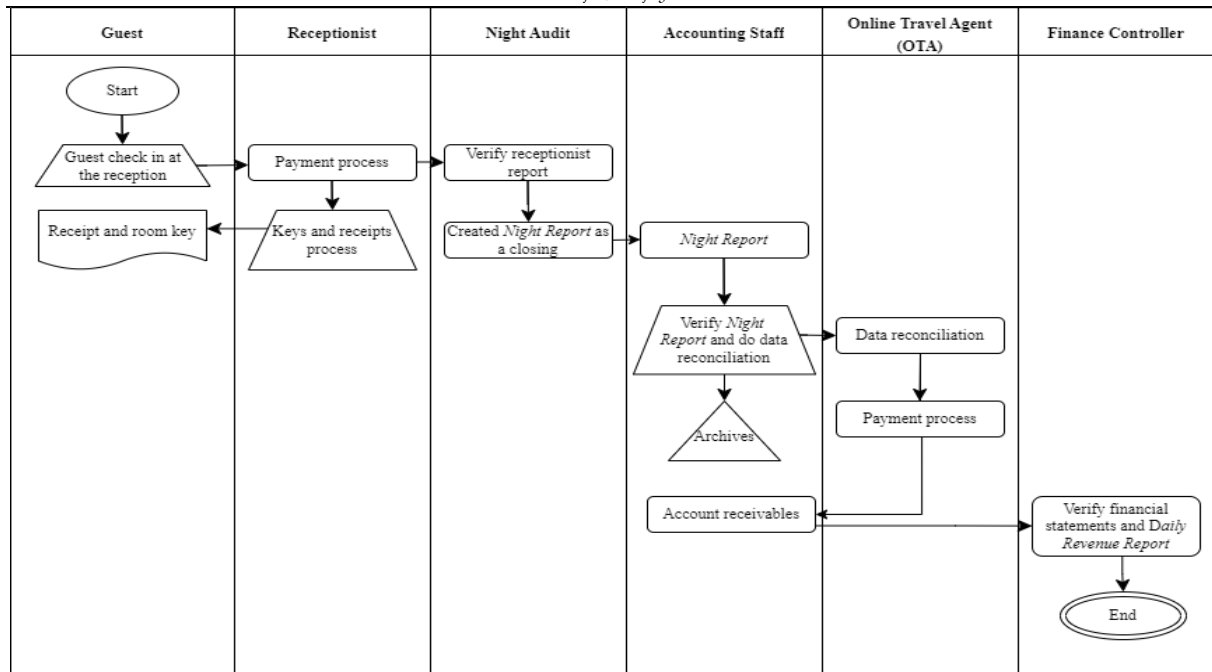 Guest
Receptionist
Night Audit
Accounting Staff
Online Travel Agent
(OTA)
Finance Controller
Start
Guest check in at
the reception
Payment process
Verify receptionist
report
Receipt and room key
Keys and receipts
process
Created Night Report as
a closing
Night Report
Verify Night
Report and do data
reconciliation
Data reconciliation
Archives
Payment process
Account receivables
Verify financial
statements and Daily
Revenue Report
End